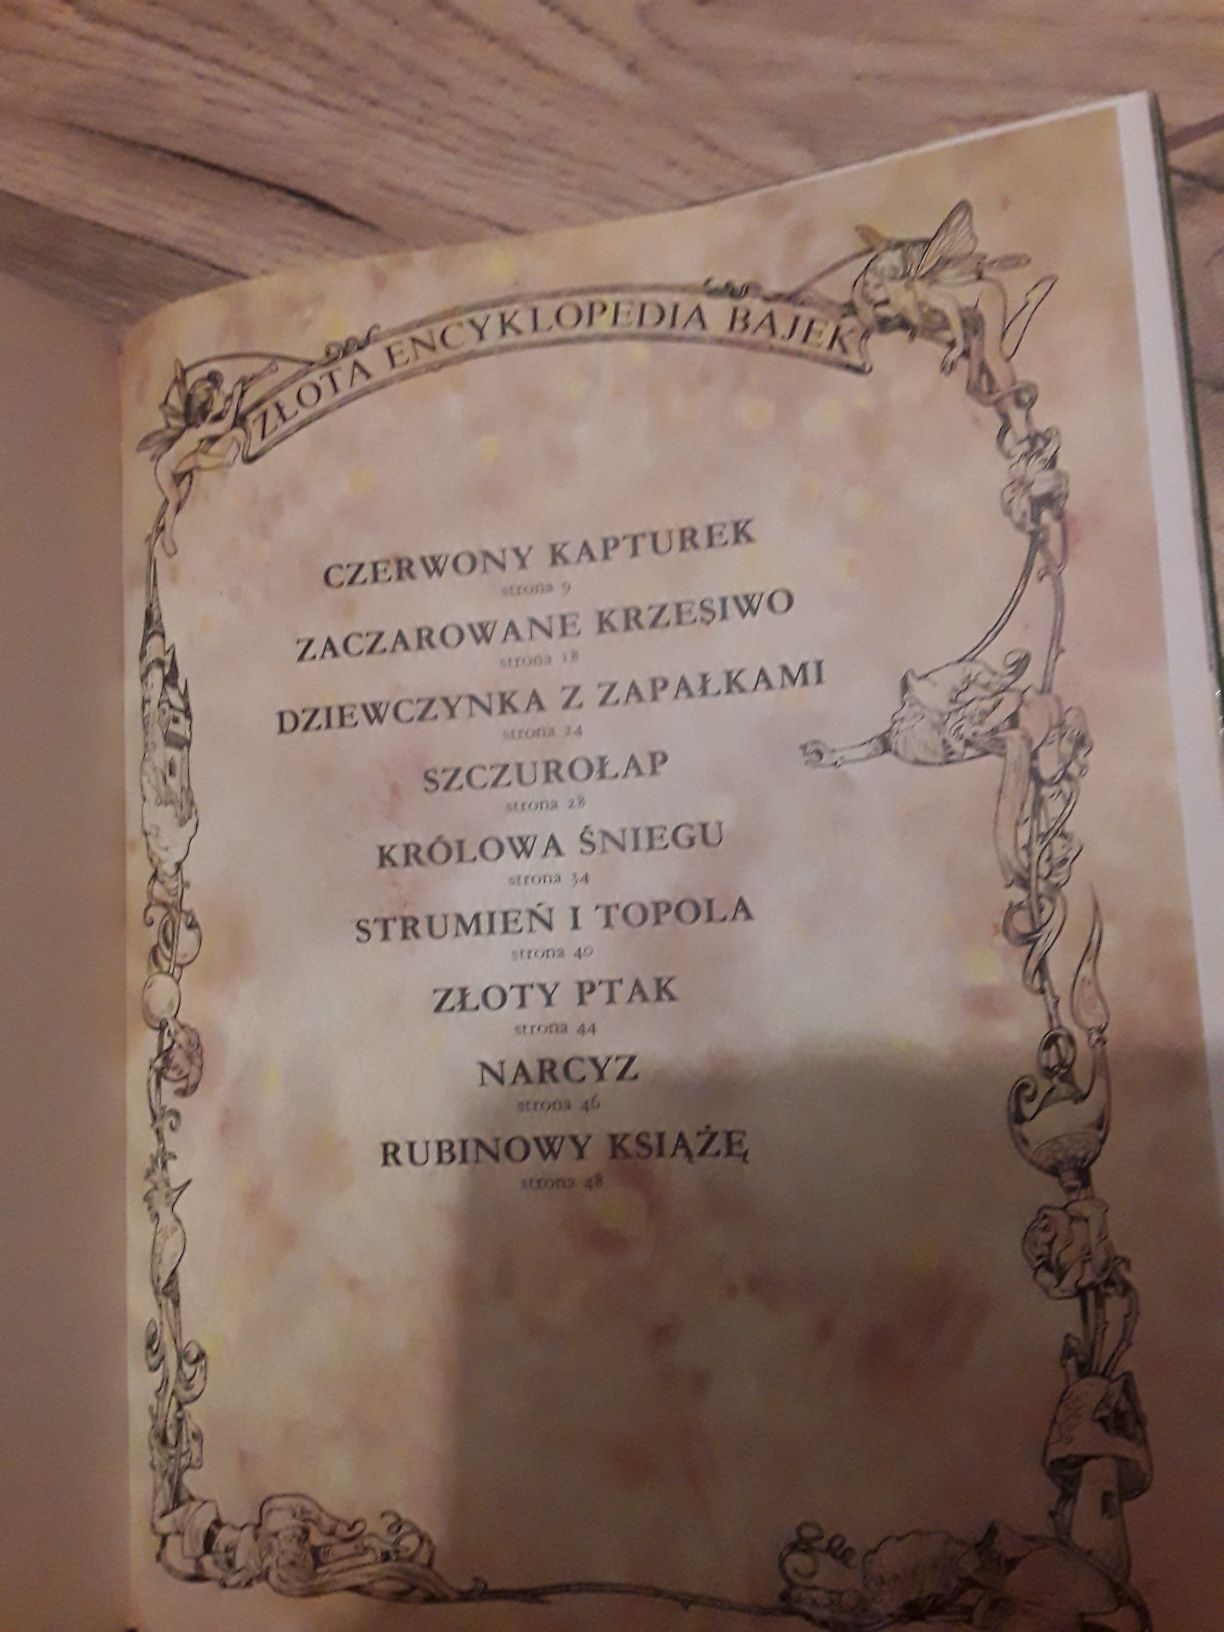 ZŁOTA ENCYKLOPEDIA BAJEK
CZERWONY KAPTUREK
strona 9
ZACZAROWANE KRZESIWO
strona 18
DZIEWCZYNKA Z ZAPAŁKAMI
strona 24
SZCZUROŁAP
strona 28
KRÓLOWA ŚNIEGU
strona 34
STRUMIEŃ I TOPOLA
strona 40
ZŁOTY PTAK
strona 44
NARCYZ
strona 46
RUBINOWY KSIĄŻĘ
strona 48